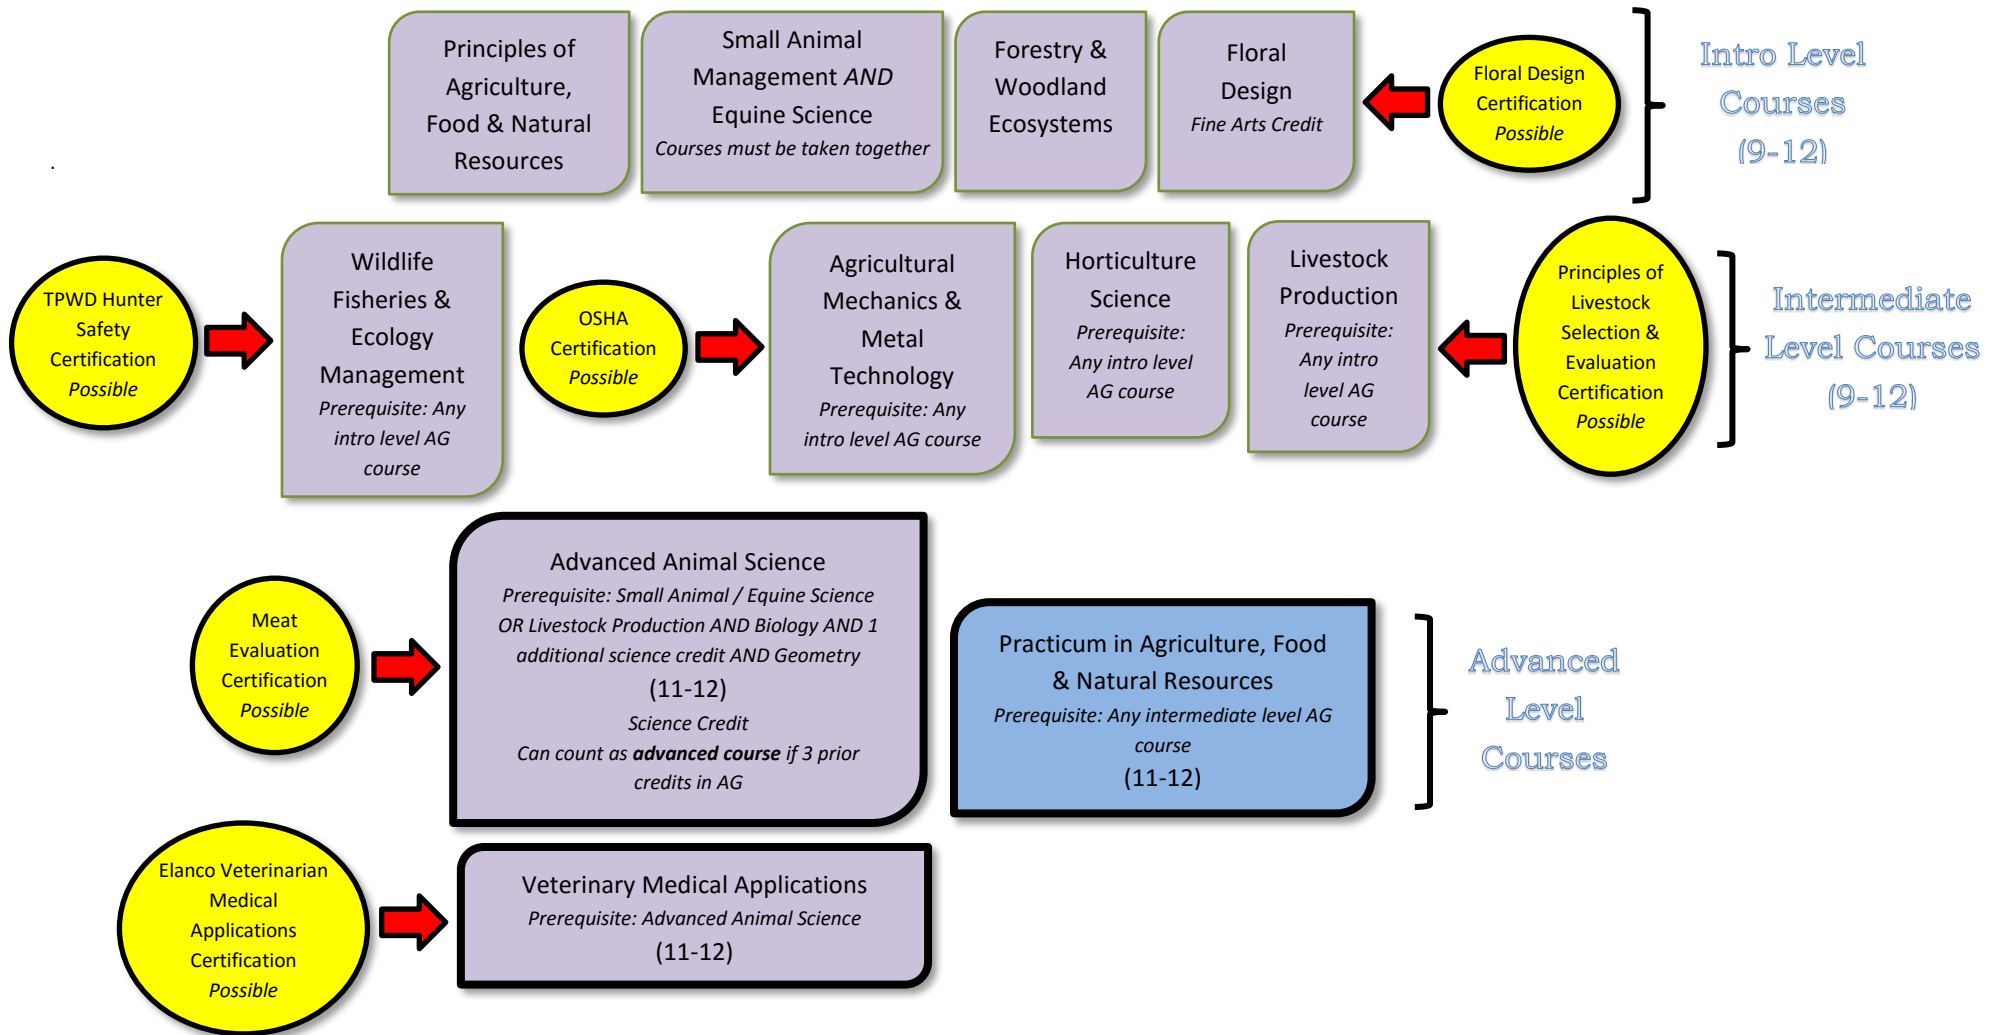 Principles of
Agriculture,
Food & Natural
Resources
Small Animal
Management AND
Equine Science
Courses must be taken together
Forestry &
Woodland
Ecosystems
Floral
Design
Fine Arts Credit
Floral Design
Certification
Possible
Intro Level
Courses
(9-12)
.
TPWD Hunter
Safety
Certification
Possible
Wildlife
Fisheries &
Ecology
Management
Prerequisite: Any
intro level AG
course
OSHA
Certification
Possible
Agricultural
Mechanics &
Metal
Technology
Prerequisite: Any
intro level AG course
Horticulture
Science
Prerequisite:
Any intro level
AG course
Livestock
Production
Prerequisite:
Any intro
level AG
course
Principles of
Livestock
Selection &
Evaluation
Certification
Possible
Intermediate
Level Courses
(9-12)
Meat
Evaluation
Certification
Possible
Advanced Animal Science
Prerequisite: Small Animal / Equine Science
OR Livestock Production AND Biology AND 1
additional science credit AND Geometry
(11-12)
Science Credit
Can count as advanced course if 3 prior
credits in AG
Practicum in Agriculture, Food
& Natural Resources
Prerequisite: Any intermediate level AG
course
(11-12)
Advanced
Level
Courses
Elanco Veterinarian
Medical
Applications
Certification
Possible
Veterinary Medical Applications
Prerequisite: Advanced Animal Science
(11-12)